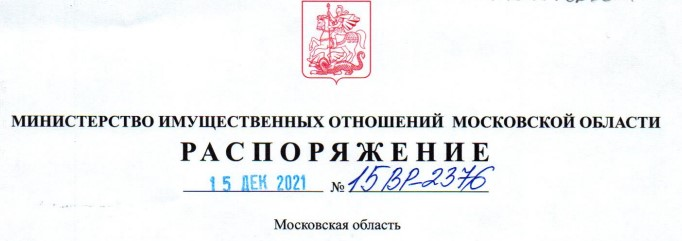 МИНИСТЕРСТВО ИМУЩЕСТВЕННЫХ ОТНОШЕНИЙ МОСКОВСКОЙ ОБЛАСТИ
РАСПОРЯЖЕНИЕ
15 ДЕК 2021 № 15ВР-2376
Московская область